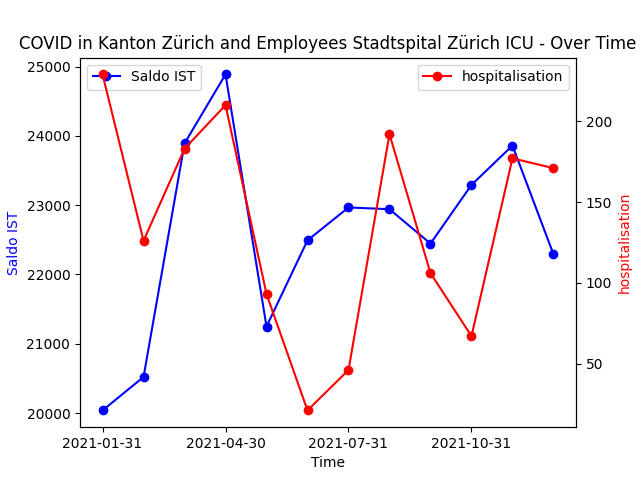 COVID in Kanton Zürich and Employees Stadtspital Zürich ICU - Over Time
Saldo IST
hospitalisation
25000
24000
23000
22000
21000
20000
Saldo IST
200
150
100
50
hospitalisation
2021-01-31 2021-04-30 2021-07-31 2021-10-31
Time